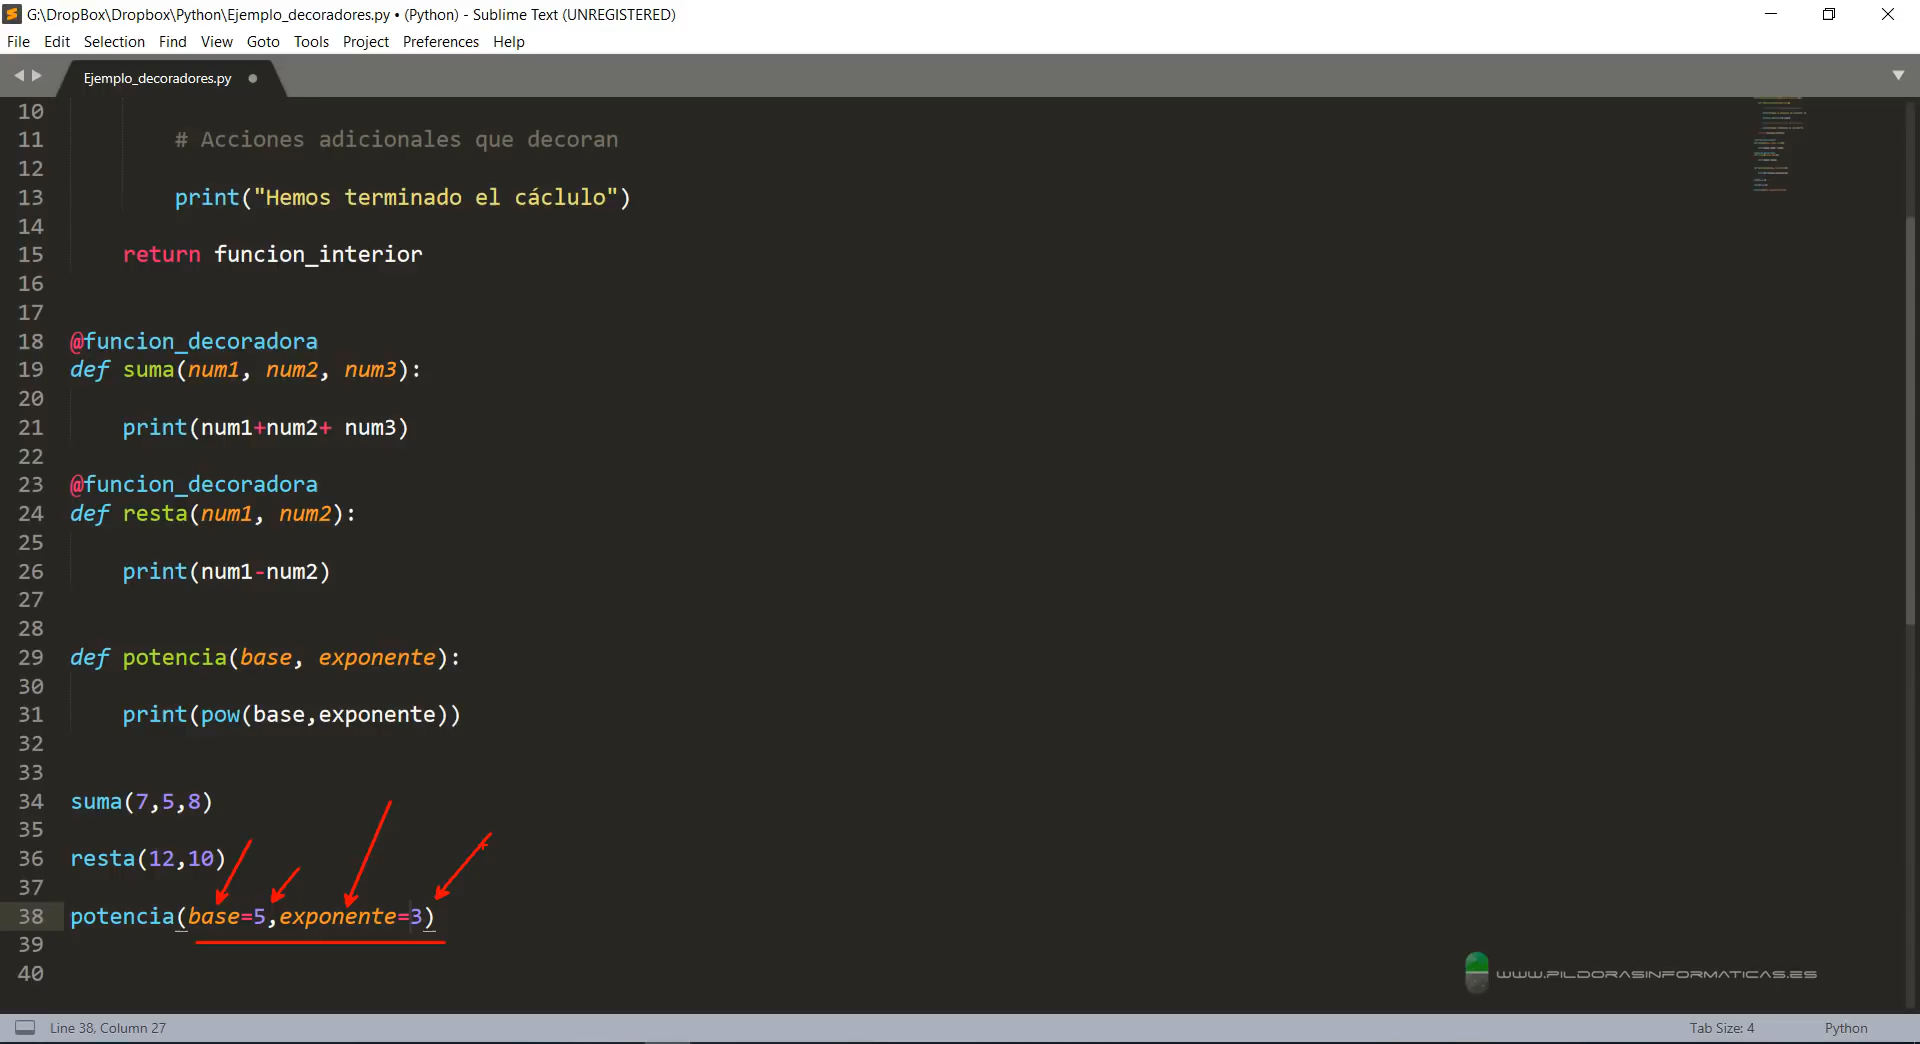 G:\DropBox\Dropbox\Python\Ejemplo_decoradores.py • (Python) - Sublime Text (UNREGISTERED)
File Edit Selection Find View Goto Tools Project Preferences Help
Ejemplo_decoradores.py
10
11 # Acciones adicionales que decoran
12
13 print("Hemos terminado el cáclulo")
14
15 return funcion_interior
16
17
18 @funcion_decoradora
19 def suma(num1, num2, num3):
20
21 print(num1+num2+ num3)
22
23 @funcion_decoradora
24 def resta(num1, num2):
25
26 print(num1-num2)
27
28
29 def potencia(base, exponente):
30
31 print(pow(base,exponente))
32
33
34 suma(7,5,8)
35
36 resta(12,10)
37
38 potencia(base=5,exponente=3)
39
40
WWW.PILDORASINFORMATICAS.ES
Line 38, Column 27 Tab Size: 4 Python